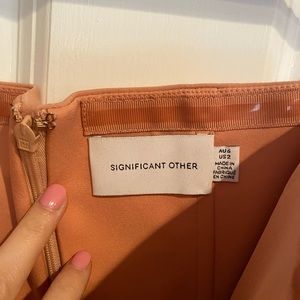 SIGNIFICANT OTHER
AU6
US2
MADE IN
CHINA
FABRIQUÉ
EN CHINE